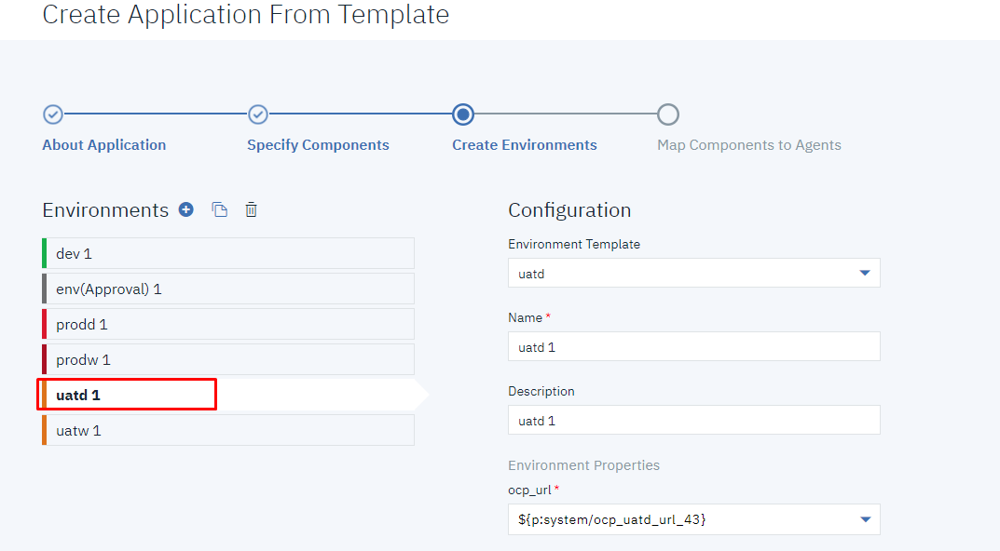 Create Application From Template
About Application
Specify Components
Create Environments
Map Components to Agents
Environments
dev 1
env(Approval) 1
prodd 1
prodw 1
uatd 1
uatw 1
Configuration
Environment Template
uatd
Name *
uatd 1
Description
uatd 1
Environment Properties
ocp_url *
${p:system/ocp_uatd_url_43}